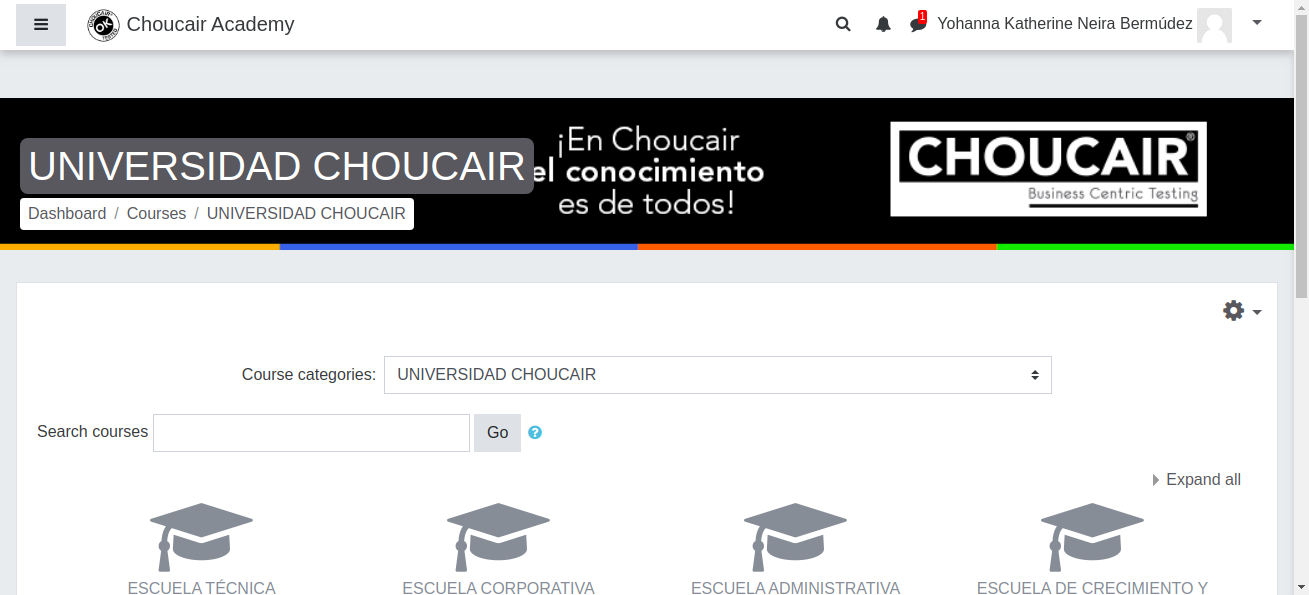 Choucair Academy
1
Yohanna Katherine Neira Bermúdez
UNIVERSIDAD CHOUCAIR
Dashboard / Courses / UNIVERSIDAD CHOUCAIR
¡En Choucair
el conocimiento
es de todos!
CHOUCAIR®
Business Centric Testing
Course categories: UNIVERSIDAD CHOUCAIR
Search courses Go
Expand all
ESCUELA TÉCNICA
ESCUELA CORPORATIVA
ESCUELA ADMINISTRATIVA
ESCUELA DE CRECIMIENTO Y